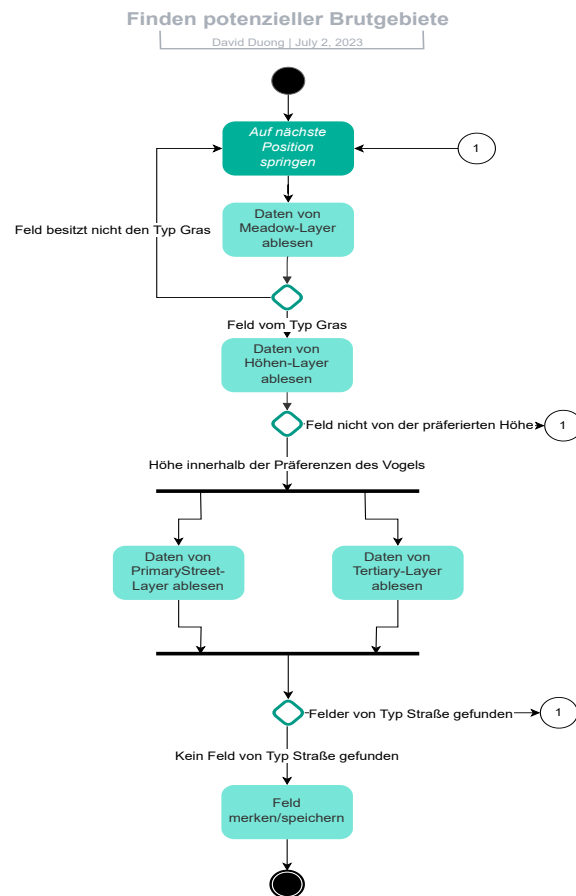 Finden potenzieller Brutgebiete
David Duong | July 2, 2023
Auf nächste
Position
springen
1
Daten von
Meadow-Layer
ablesen
Feld besitzt nicht den Typ Gras
Feld vom Typ Gras
Daten von
Höhen-Layer
ablesen
Feld nicht von der präferierten Höhe
1
Höhe innerhalb der Präferenzen des Vogels
Daten von
PrimaryStreet-
Layer ablesen
Daten von
Tertiary-Layer
ablesen
Felder von Typ Straße gefunden
1
Kein Feld von Typ Straße gefunden
Feld
merken/speichern